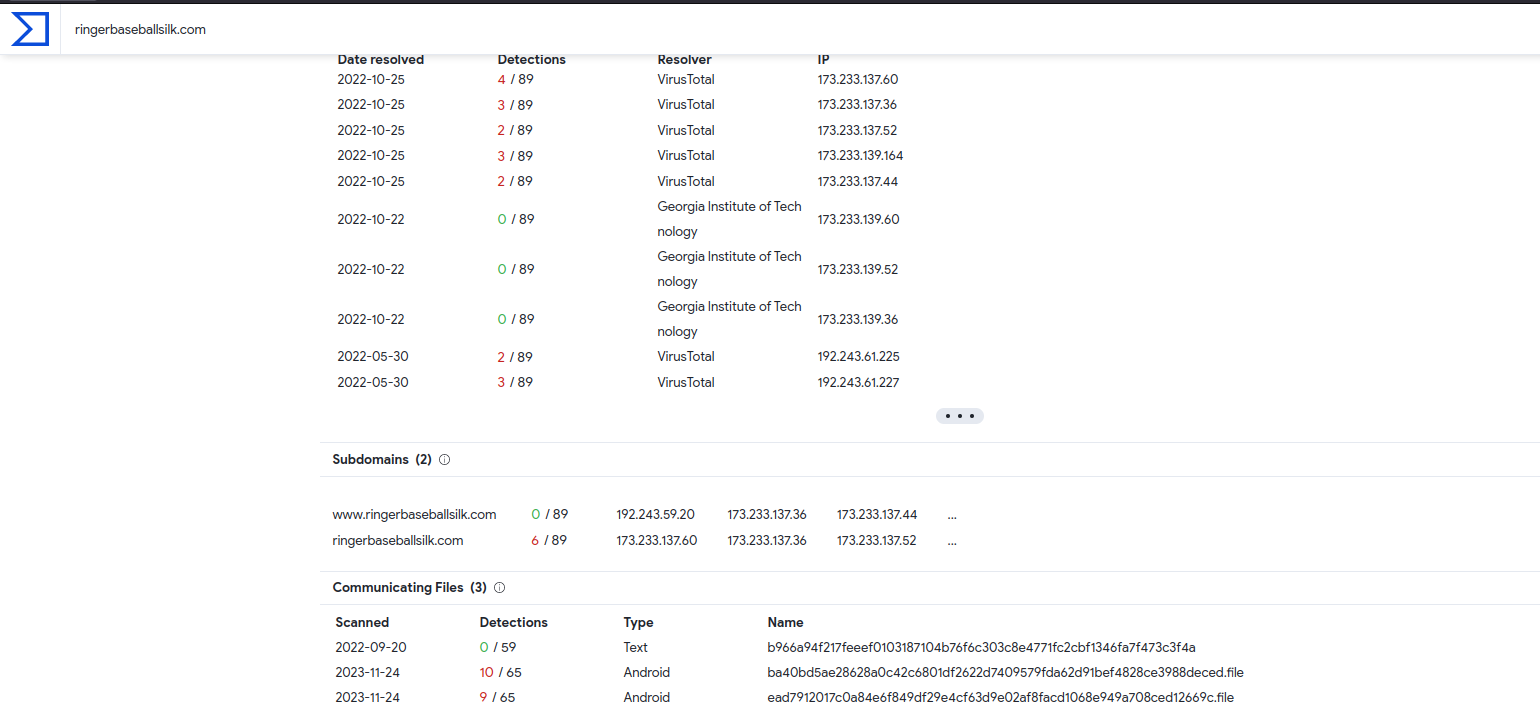 ringerbaseballsilk.com
Date resolved Detections Resolver IP
2022-10-25 4 / 89 VirusTotal 173.233.137.60
2022-10-25 3 / 89 VirusTotal 173.233.137.36
2022-10-25 2 / 89 VirusTotal 173.233.137.52
2022-10-25 3 / 89 VirusTotal 173.233.139.164
2022-10-25 2 / 89 VirusTotal 173.233.137.44
2022-10-22 0 / 89 Georgia Institute of Tech
nology 173.233.139.60
2022-10-22 0 / 89 Georgia Institute of Tech
nology 173.233.139.52
2022-10-22 0 / 89 Georgia Institute of Tech
nology 173.233.139.36
2022-05-30 2 / 89 VirusTotal 192.243.61.225
2022-05-30 3 / 89 VirusTotal 192.243.61.227
Subdomains (2)
www.ringerbaseballsilk.com 0 / 89 192.243.59.20 173.233.137.36 173.233.137.44 ...
ringerbaseballsilk.com 6 / 89 173.233.137.60 173.233.137.36 173.233.137.52 ...
Communicating Files (3)
Scanned Detections Type Name
2022-09-20 0 / 59 Text b966a94f217feeef0103187104b76f6c303c8e4771fc2cbf1346fa7f473c3f4a
2023-11-24 10 / 65 Android ba40bd5ae28628a0c42c6801df2622d7409579fda62d91bef4828ce3988deced.file
2023-11-24 9 / 65 Android ead7912017c0a84e6f849df29e4cf63d9e02af8facd1068e949a708ced12669c.file